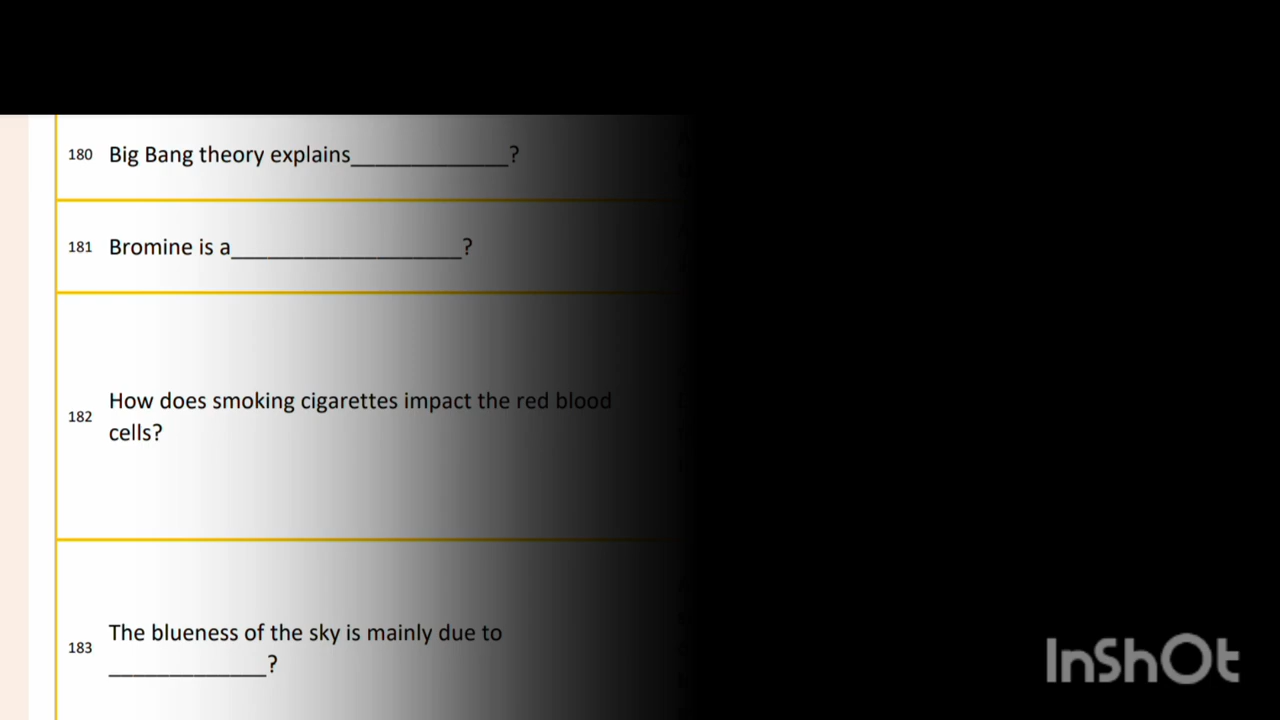 180 Big Bang theory explains_____________?
181 Bromine is a___________________?
182 How does smoking cigarettes impact the red blood
cells?
183 The blueness of the sky is mainly due to
_____________?
InShOt